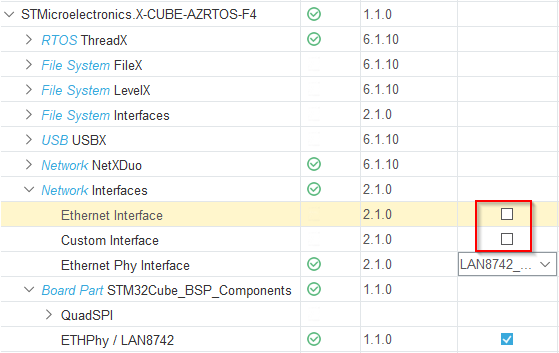 STMicroelectronics.X-CUBE-AZRTOS-F4 1.1.0
RTOS ThreadX 6.1.10
File System FileX 6.1.10
File System LevelX 6.1.10
File System Interfaces 2.1.0
USB USBX 6.1.10
Network NetXDuo 6.1.10
Network Interfaces 2.1.0
Ethernet Interface 2.1.0
Custom Interface 2.1.0
Ethernet Phy Interface 2.1.0 LAN8742_...
Board Part STM32Cube_BSP_Components 1.1.0
QuadSPI
ETHPhy / LAN8742 1.1.0